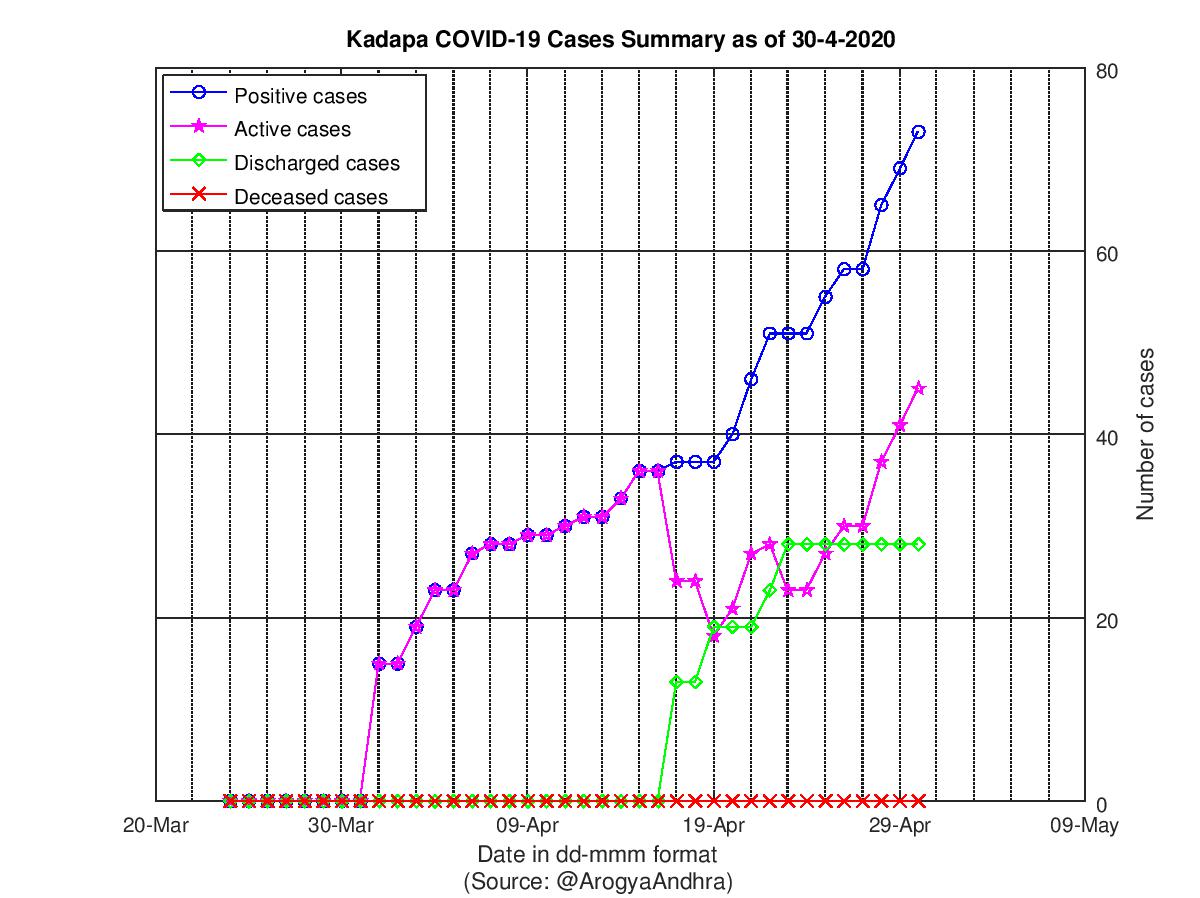 Kadapa COVID-19 Cases Summary as of 30-4-2020
Positive cases
Active cases
Discharged cases
Deceased cases
80
60
40
20
0
Number of cases
20-Mar
30-Mar
09-Apr
19-Apr
29-Apr
09-May
Date in dd-mmm format
(Source: @ArogyaAndhra)